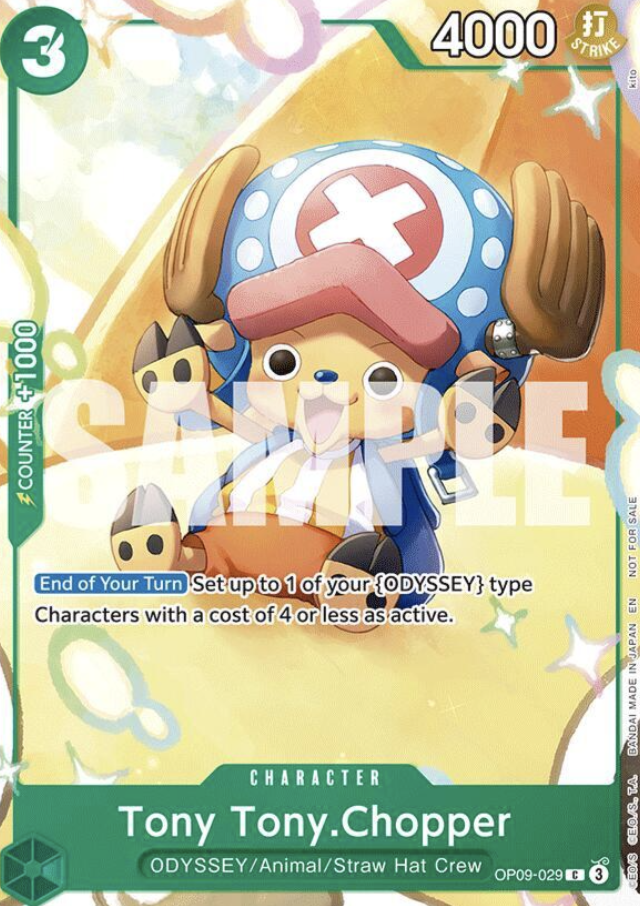 3
4000
打
STRIKE
kito
COUNTER +1000
SAMPLE
End of Your Turn Set up to 1 of your {ODYSSEY} type
Characters with a cost of 4 or less as active.
BANDAI MADE IN JAPAN EN NOT FOR SALE
CHARACTER
Tony Tony.Chopper
ODYSSEY/Animal/Straw Hat Crew
OP09-029 C 3